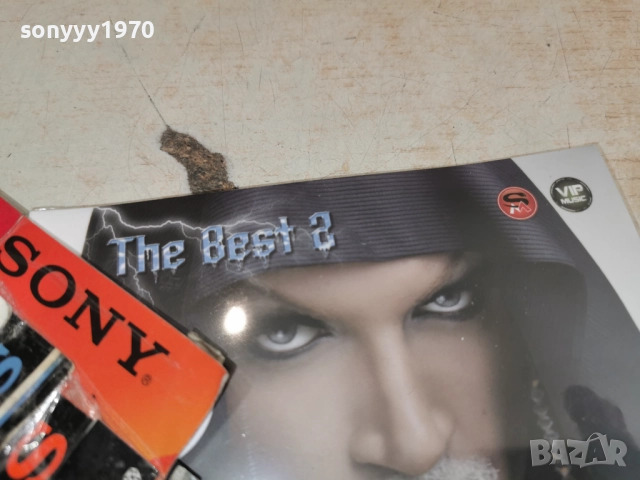 sonyyy1970
The Best 2
VIP
MUSIC
SONY®
S
S
BAZAR